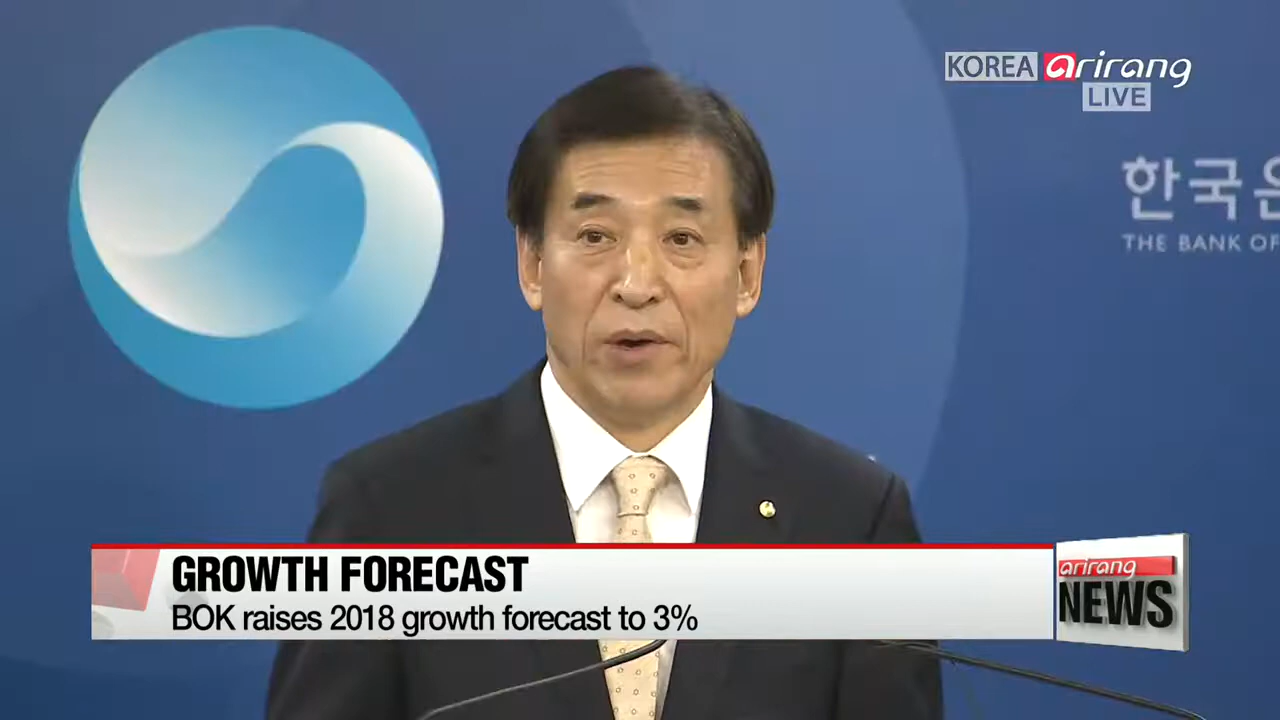 KOREA arirang
LIVE
한국
THE BANK OF
GROWTH FORECAST
BOK raises 2018 growth forecast to 3%
arirang
NEWS